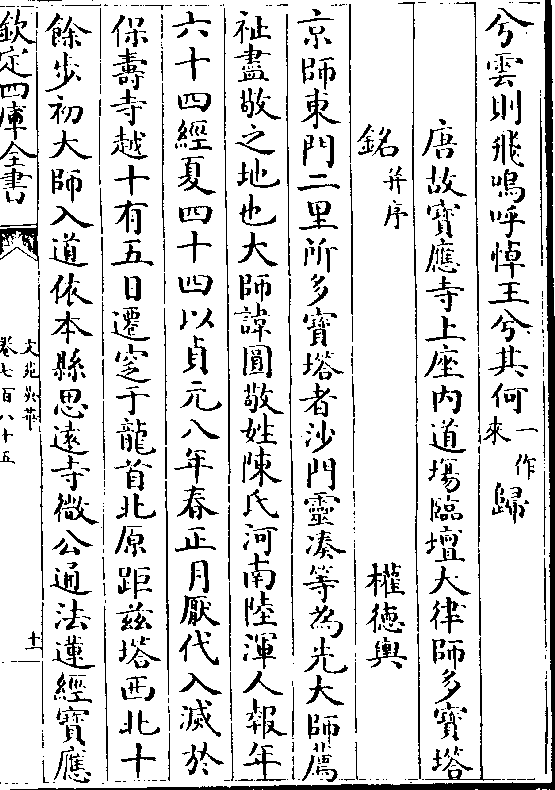 兮雲則飛嗚呼悼王兮其何一作來歸
唐故寶應寺上座内道場臨壇大律師多寶塔
銘并序
權德輿
京師東門二里所多寶塔者沙門靈湊等為先大師薦
祉盡敬之地也大師諱圓敬姓陳氏河南陸渾人報年
六十四經夏四十四以貞元八年春正月厭代入滅於
保壽寺越十有五日遷窆于龍首北原距兹塔西北十
餘步初大師入道依本縣思遠寺微公通法蓮經寶應
欽定四庫全書
文苑英華
卷七百八十五
十一